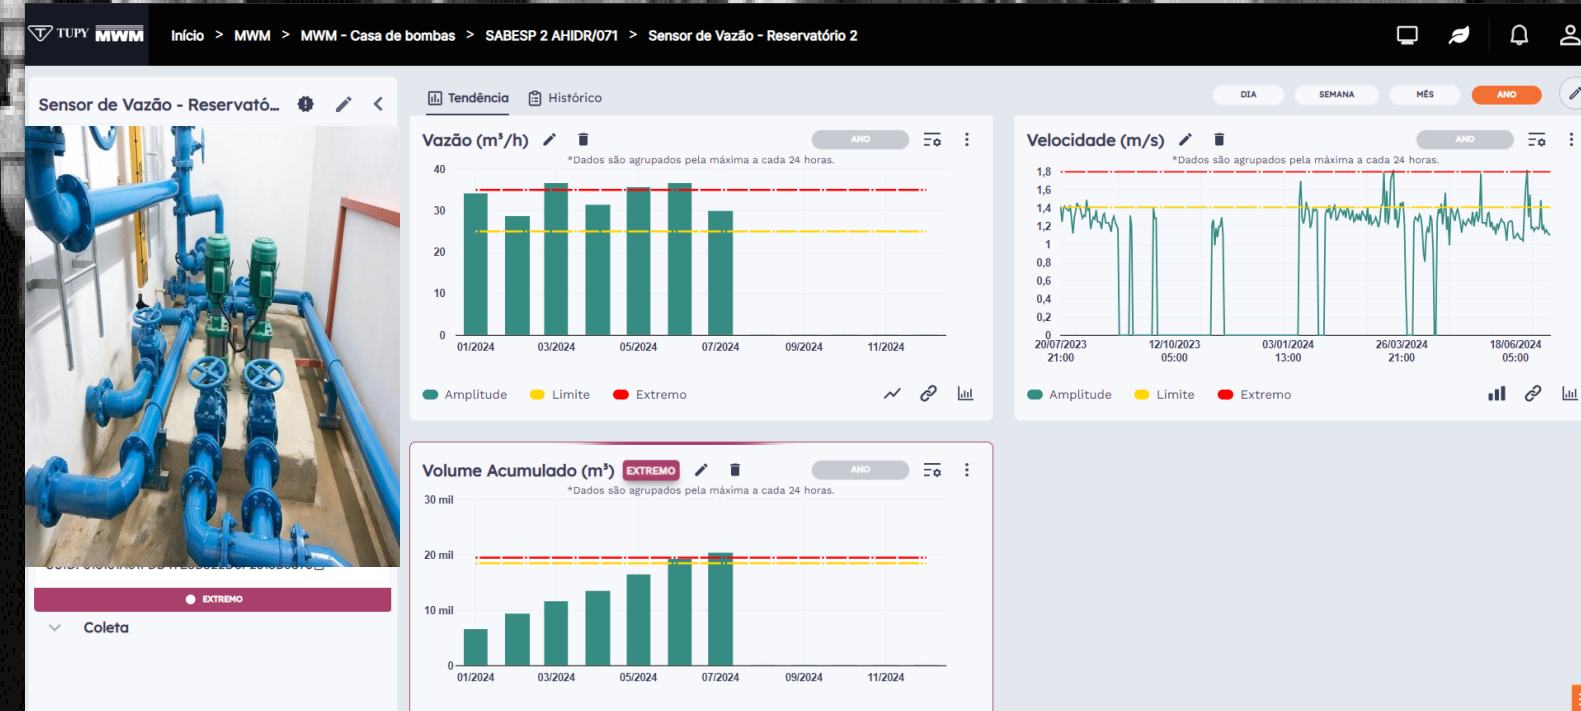 TUPY MWM
Início > MWM > MWM - Casa de bombas > SABESP 2 AHIDR/071 > Sensor de Vazão - Reservatório 2
Sensor de Vazão - Reservató...
Tendência Histórico
DIA SEMANA MÊS ANO
EXTREMO
Coleta
Vazão (m³/h) ANO
*Dados são agrupados pela máxima a cada 24 horas.
40
30
20
10
0
01/2024 03/2024 05/2024 07/2024 09/2024 11/2024
Amplitude Limite Extremo
Velocidade (m/s) ANO
*Dados são agrupados pela máxima a cada 24 horas.
1,8
1,6
1,4
1,2
1
0,8
0,6
0,4
0,2
0
20/07/2023 12/10/2023 03/01/2024 26/03/2024 18/06/2024
21:00 05:00 13:00 21:00 05:00
Amplitude Limite Extremo
Volume Acumulado (m³) EXTREMO ANO
*Dados são agrupados pela máxima a cada 24 horas.
30 mil
20 mil
10 mil
0
01/2024 03/2024 05/2024 07/2024 09/2024 11/2024